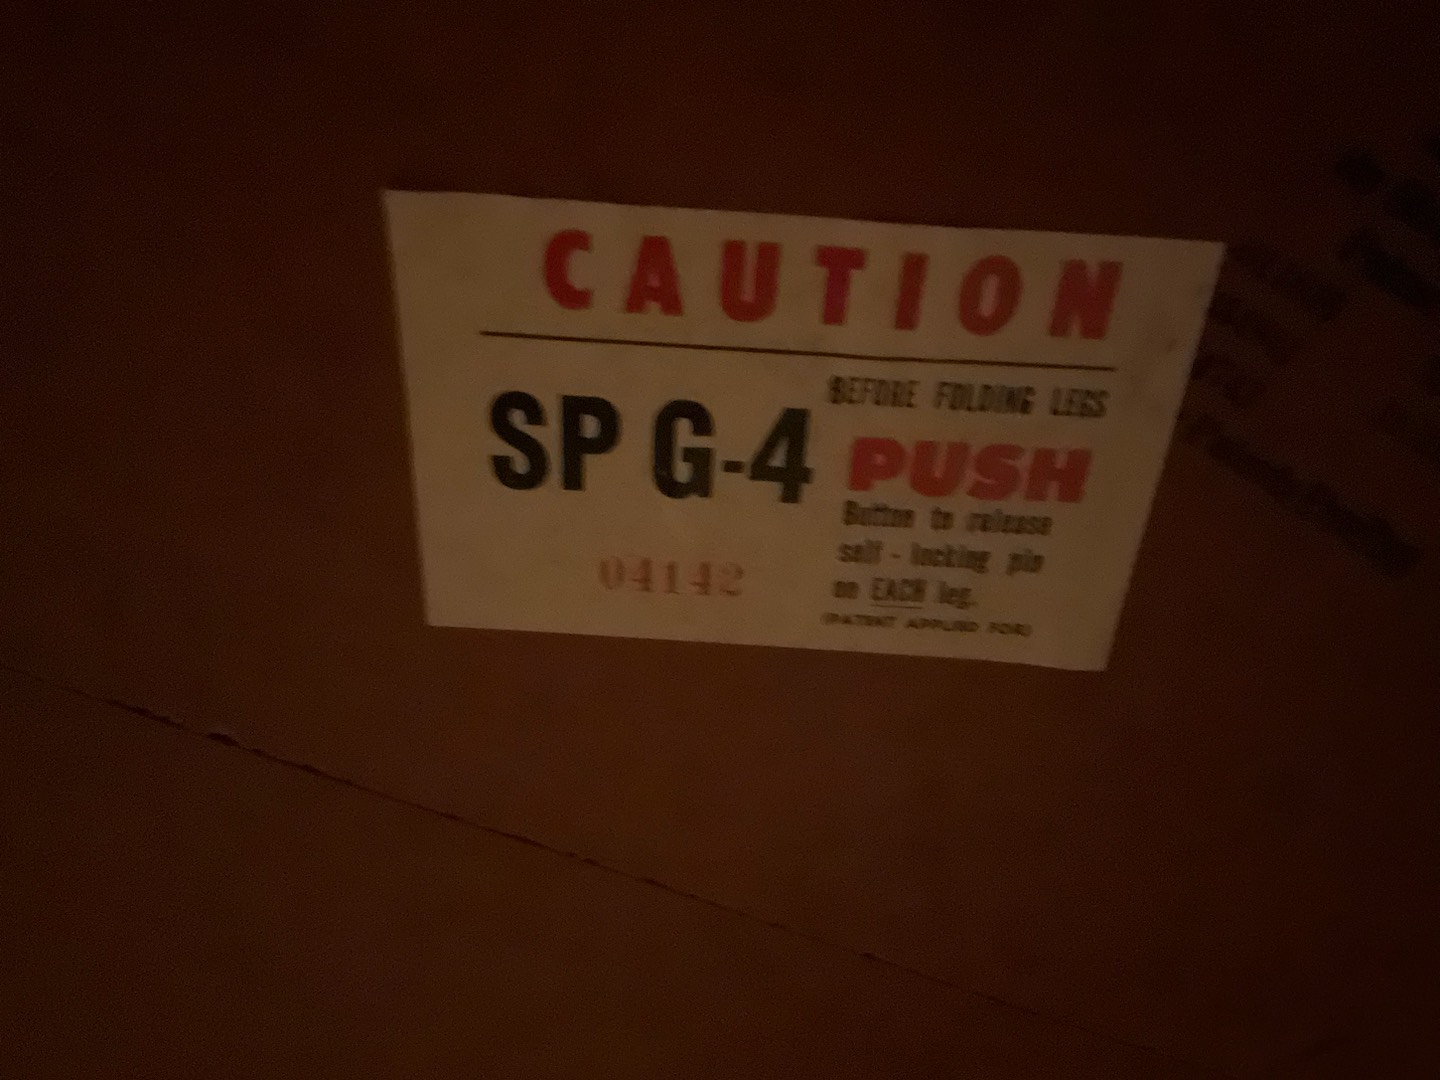 CAUTION
SP G-4
04142
BEFORE FOLDING LEGS
PUSH
Button to release
self - locking pin
on EACH leg.
(PATENT APPLIED FOR)